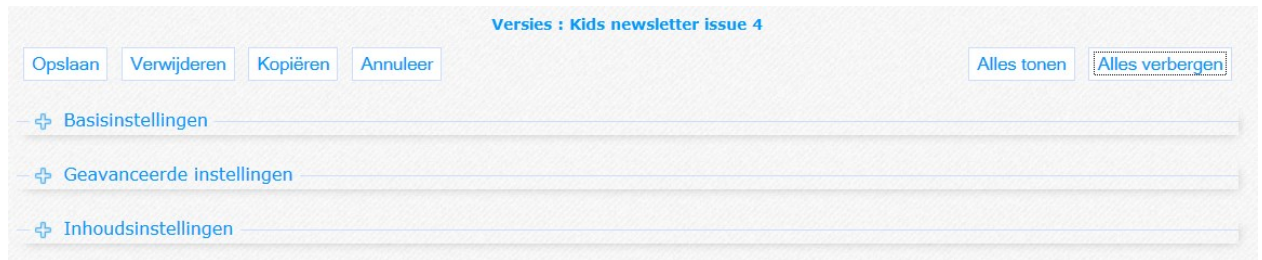 Versies : Kids newsletter issue 4
Opslaan Verwijderen Kopiëren Annuleer Alles tonen Alles verbergen
Basisinstellingen
Geavanceerde instellingen
Inhoudsinstellingen